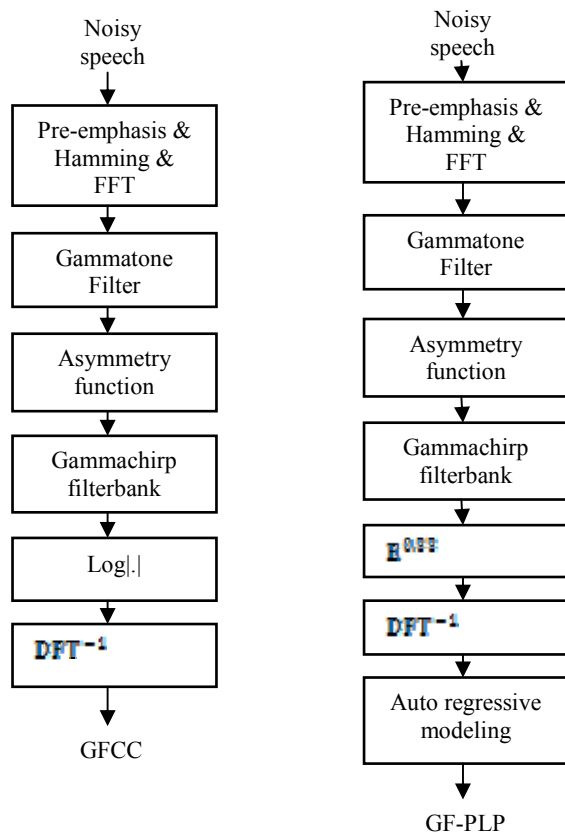 Noisy
speech
Pre-emphasis &
Hamming &
FFT
Gammatone
Filter
Asymmetry
function
Gammachirp
filterbank
Log|.|
DFT⁻¹
GFCC
Noisy
speech
Pre-emphasis &
Hamming &
FFT
Gammatone
Filter
Asymmetry
function
Gammachirp
filterbank
DFT⁻¹
Auto regressive
modeling
GF-PLP